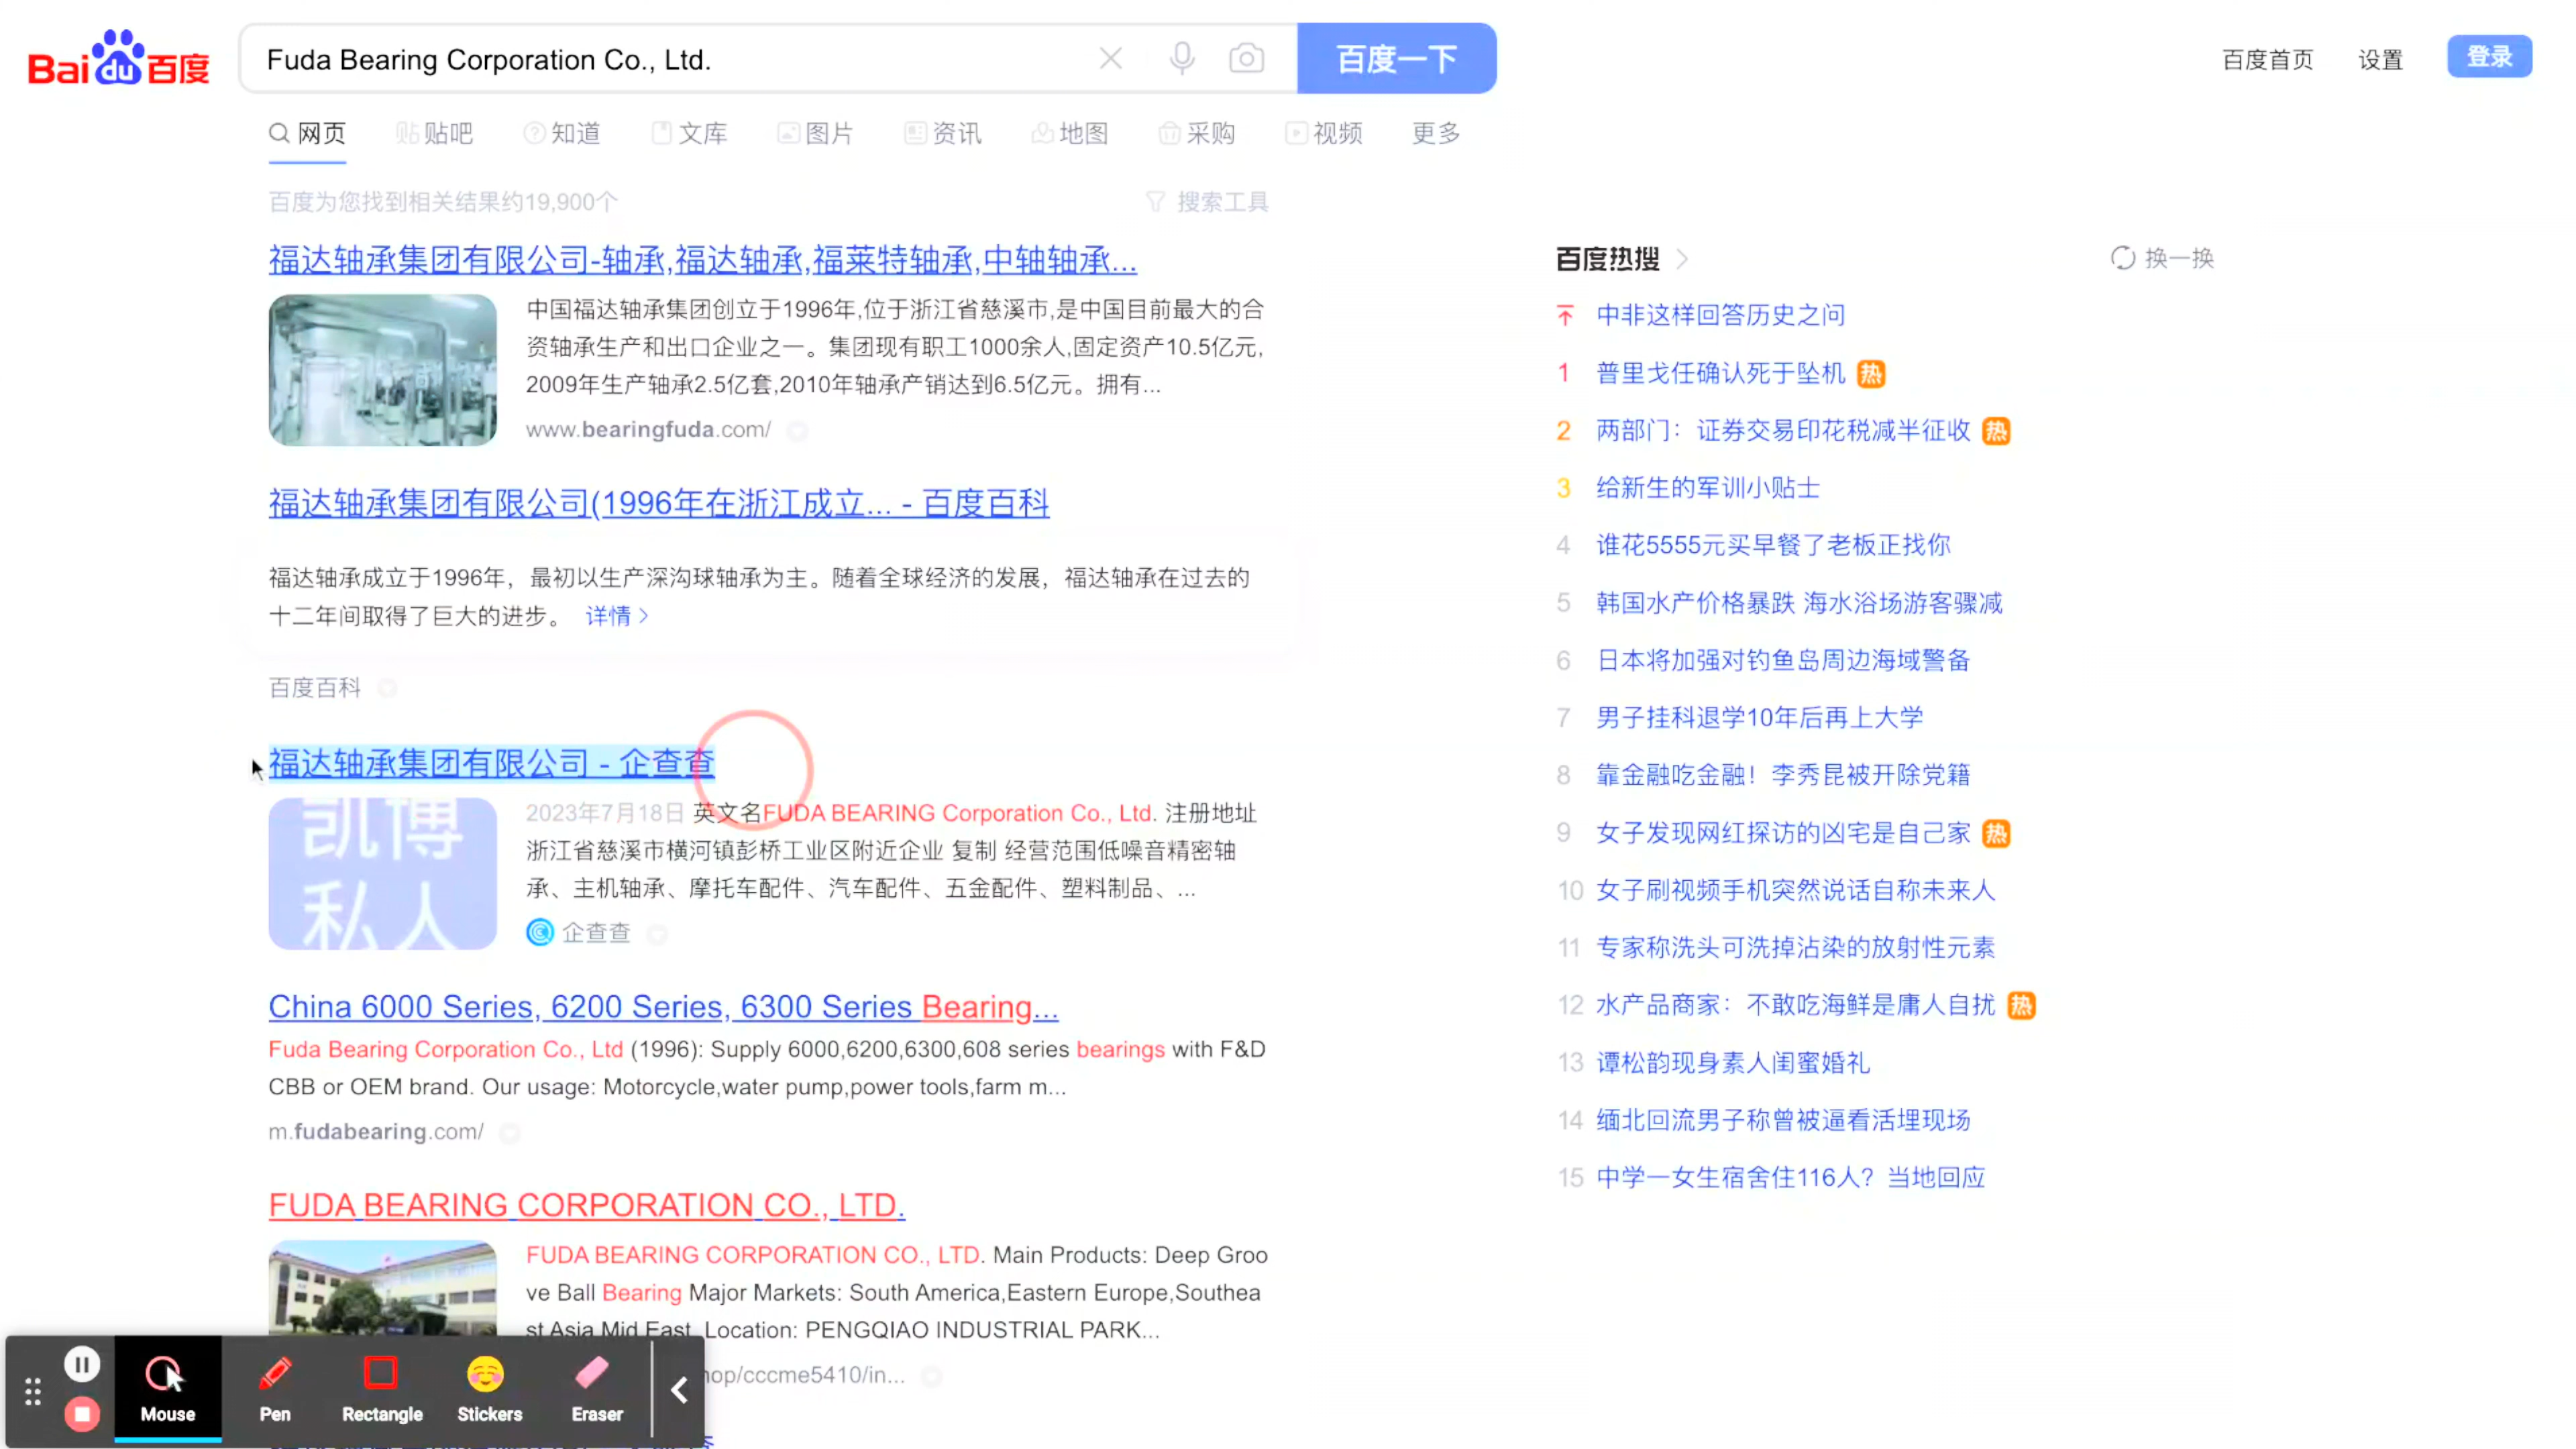 Bai du 百度
Fuda Bearing Corporation Co., Ltd.
百度一下
百度首页
设置
登录
网页
贴吧
知道
文库
图片
资讯
地图
采购
视频
更多
百度为您找到相关结果约19,900个
搜索工具
福达轴承集团有限公司-轴承,福达轴承,福莱特轴承,中轴轴承...
中国福达轴承集团创立于1996年,位于浙江省慈溪市,是中国目前最大的合
资轴承生产和出口企业之一。集团现有职工1000余人,固定资产10.5亿元,
2009年生产轴承2.5亿套,2010年轴承产销达到6.5亿元。拥有...
www.bearingfuda.com/
福达轴承集团有限公司(1996年在浙江成立... - 百度百科
福达轴承成立于1996年，最初以生产深沟球轴承为主。随着全球经济的发展，福达轴承在过去的
十二年间取得了巨大的进步。 详情
百度百科
福达轴承集团有限公司 - 企查查
凯博
私人
2023年7月18日 英文名FUDA BEARING Corporation Co., Ltd. 注册地址
浙江省慈溪市横河镇彭桥工业区附近企业 复制 经营范围低噪音精密轴
承、主机轴承、摩托车配件、汽车配件、五金配件、塑料制品、...
企查查
China 6000 Series, 6200 Series, 6300 Series Bearing...
Fuda Bearing Corporation Co., Ltd (1996): Supply 6000,6200,6300,608 series bearings with F&D
CBB or OEM brand. Our usage: Motorcycle,water pump,power tools,farm m...
m.fudabearing.com/
FUDA BEARING CORPORATION CO., LTD.
FUDA BEARING CORPORATION CO., LTD. Main Products: Deep Groo
ve Ball Bearing Major Markets: South America,Eastern Europe,Southea
st Asia Mid East Location: PENGQIAO INDUSTRIAL PARK...
hop/cccme5410/in...
百度热搜
换一换
中非这样回答历史之问
1 普里戈任确认死于坠机 热
2 两部门：证券交易印花税减半征收 热
3 给新生的军训小贴士
4 谁花5555元买早餐了老板正找你
5 韩国水产价格暴跌 海水浴场游客骤减
6 日本将加强对钓鱼岛周边海域警备
7 男子挂科退学10年后再上大学
8 靠金融吃金融！李秀昆被开除党籍
9 女子发现网红探访的凶宅是自己家 热
10 女子刷视频手机突然说话自称未来人
11 专家称洗头可洗掉沾染的放射性元素
12 水产品商家：不敢吃海鲜是庸人自扰 热
13 谭松韵现身素人闺蜜婚礼
14 缅北回流男子称曾被逼看活埋现场
15 中学一女生宿舍住116人？当地回应
Mouse
Pen
Rectangle
Stickers
Eraser